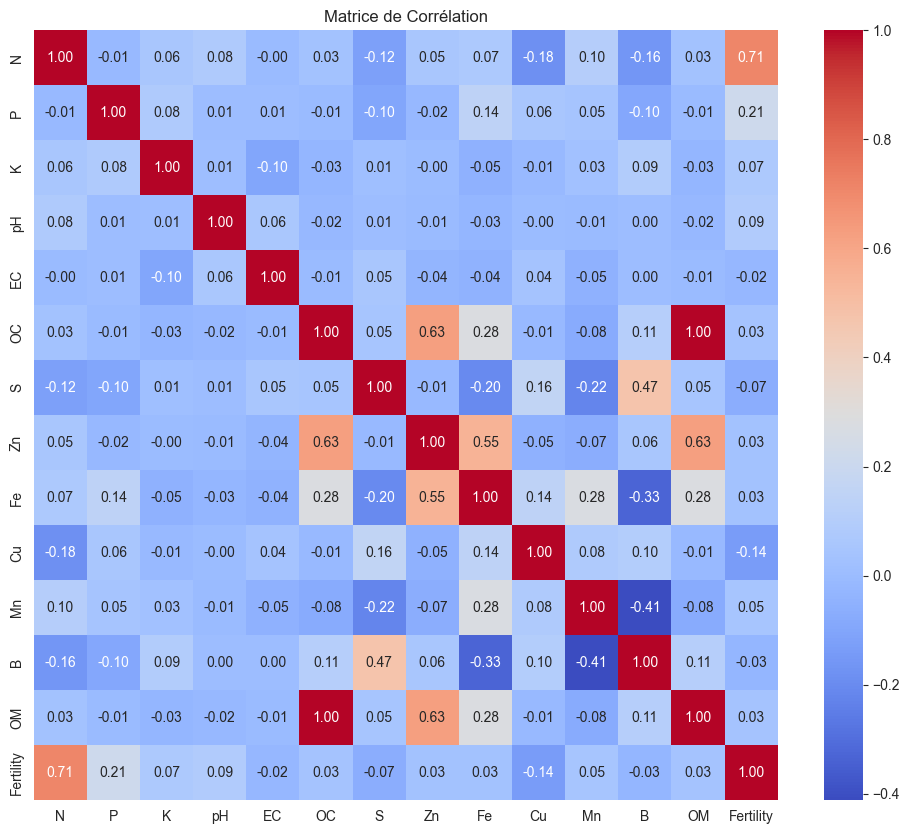 Matrice de Corrélation
N 1.00 -0.01 0.06 0.08 -0.00 0.03 -0.12 0.05 0.07 -0.18 0.10 -0.16 0.03 0.71
P -0.01 1.00 0.08 0.01 0.01 -0.01 -0.10 -0.02 0.14 0.06 0.05 -0.10 -0.01 0.21
K 0.06 0.08 1.00 0.01 -0.10 -0.03 0.01 -0.00 -0.05 -0.01 0.03 0.09 -0.03 0.07
pH 0.08 0.01 0.01 1.00 0.06 -0.02 0.01 -0.01 -0.03 -0.00 -0.01 0.00 -0.02 0.09
EC -0.00 0.01 -0.10 0.06 1.00 -0.01 0.05 -0.04 -0.04 0.04 -0.05 0.00 -0.01 -0.02
OC 0.03 -0.01 -0.03 -0.02 -0.01 1.00 0.05 0.63 0.28 -0.01 -0.08 0.11 1.00 0.03
S -0.12 -0.10 0.01 0.01 0.05 0.05 1.00 -0.01 -0.20 0.16 -0.22 0.47 0.05 -0.07
Zn 0.05 -0.02 -0.00 -0.01 -0.04 0.63 -0.01 1.00 0.55 -0.05 -0.07 0.06 0.63 0.03
Fe 0.07 0.14 -0.05 -0.03 -0.04 0.28 -0.20 0.55 1.00 0.14 0.28 -0.33 0.28 0.03
Cu -0.18 0.06 -0.01 -0.00 0.04 -0.01 0.16 -0.05 0.14 1.00 0.08 0.10 -0.01 -0.14
Mn 0.10 0.05 0.03 -0.01 -0.05 -0.08 -0.22 -0.07 0.28 0.08 1.00 -0.41 -0.08 0.05
B -0.16 -0.10 0.09 0.00 0.00 0.11 0.47 0.06 -0.33 0.10 -0.41 1.00 0.11 -0.03
OM 0.03 -0.01 -0.03 -0.02 -0.01 1.00 0.05 0.63 0.28 -0.01 -0.08 0.11 1.00 0.03
Fertility 0.71 0.21 0.07 0.09 -0.02 0.03 -0.07 0.03 0.03 -0.14 0.05 -0.03 0.03 1.00
N P K pH EC OC S Zn Fe Cu Mn B OM Fertility
1.0
0.8
0.6
0.4
0.2
0.0
−0.2
−0.4